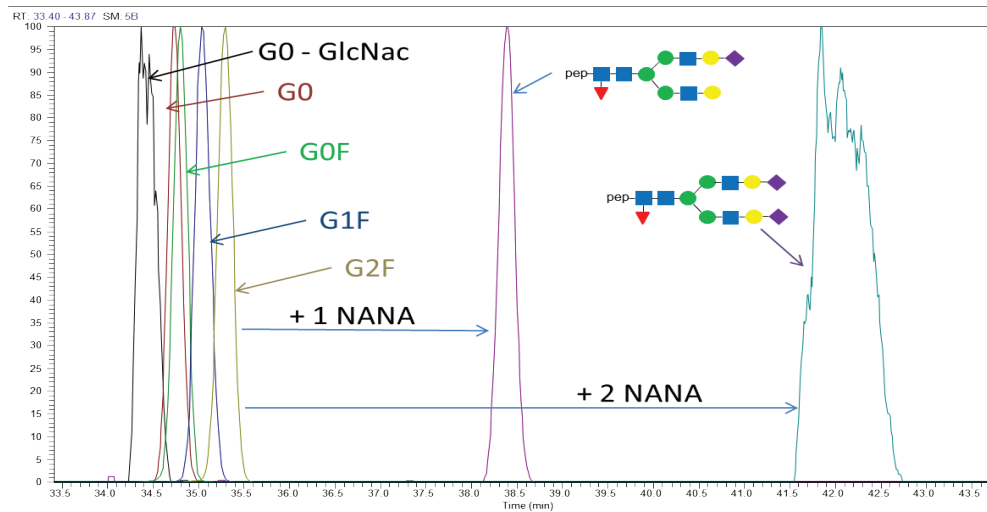 RT: 33.40 - 43.87 SM: 5B
100
95
90
85
80
75
70
65
60
55
50
45
40
35
30
25
20
15
10
5
0
G0 - GlcNac
G0
G0F
G1F
G2F
+ 1 NANA
+ 2 NANA
pep
pep
33.5 34.0 34.5 35.0 35.5 36.0 36.5 37.0 37.5 38.0 38.5 39.0 39.5 40.0 40.5 41.0 41.5 42.0 42.5 43.0 43.5
Time (min)